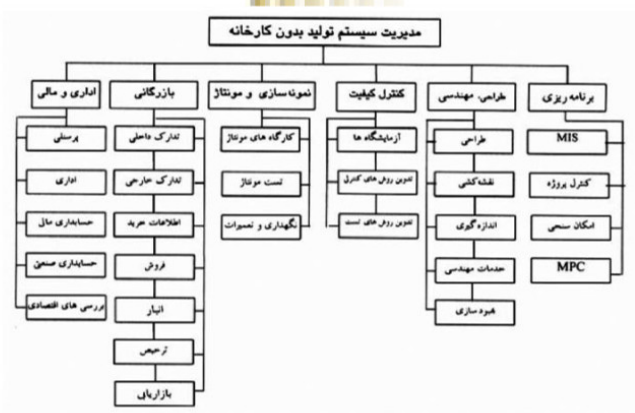 مدیریت سیستم تولید بدون کارخانه
برنامه ریزی
MIS
کنترل پروژه
امکان سنجی
MPC
طراحی، مهندسی
طراحی
نقشه‌کشی
اندازه گیری
خدمات مهندسی
بهبود سازی
کنترل کیفیت
آزمایشگاه ها
تدوین روش های کنترل
تدوین روش های تست
نمونه سازی و مونتاژ
کارگاه های مونتاژ
تست مونتاژ
نگهداری و تعمیرات
بازرگانی
تدارک داخلی
تدارک خارجی
اطلاعات خرید
فروش
انبار
ترخیص
بازاریابی
اداری و مالی
پرسنلی
اداری
حسابداری مالی
حسابداری صنعتی
بررسی های اقتصادی